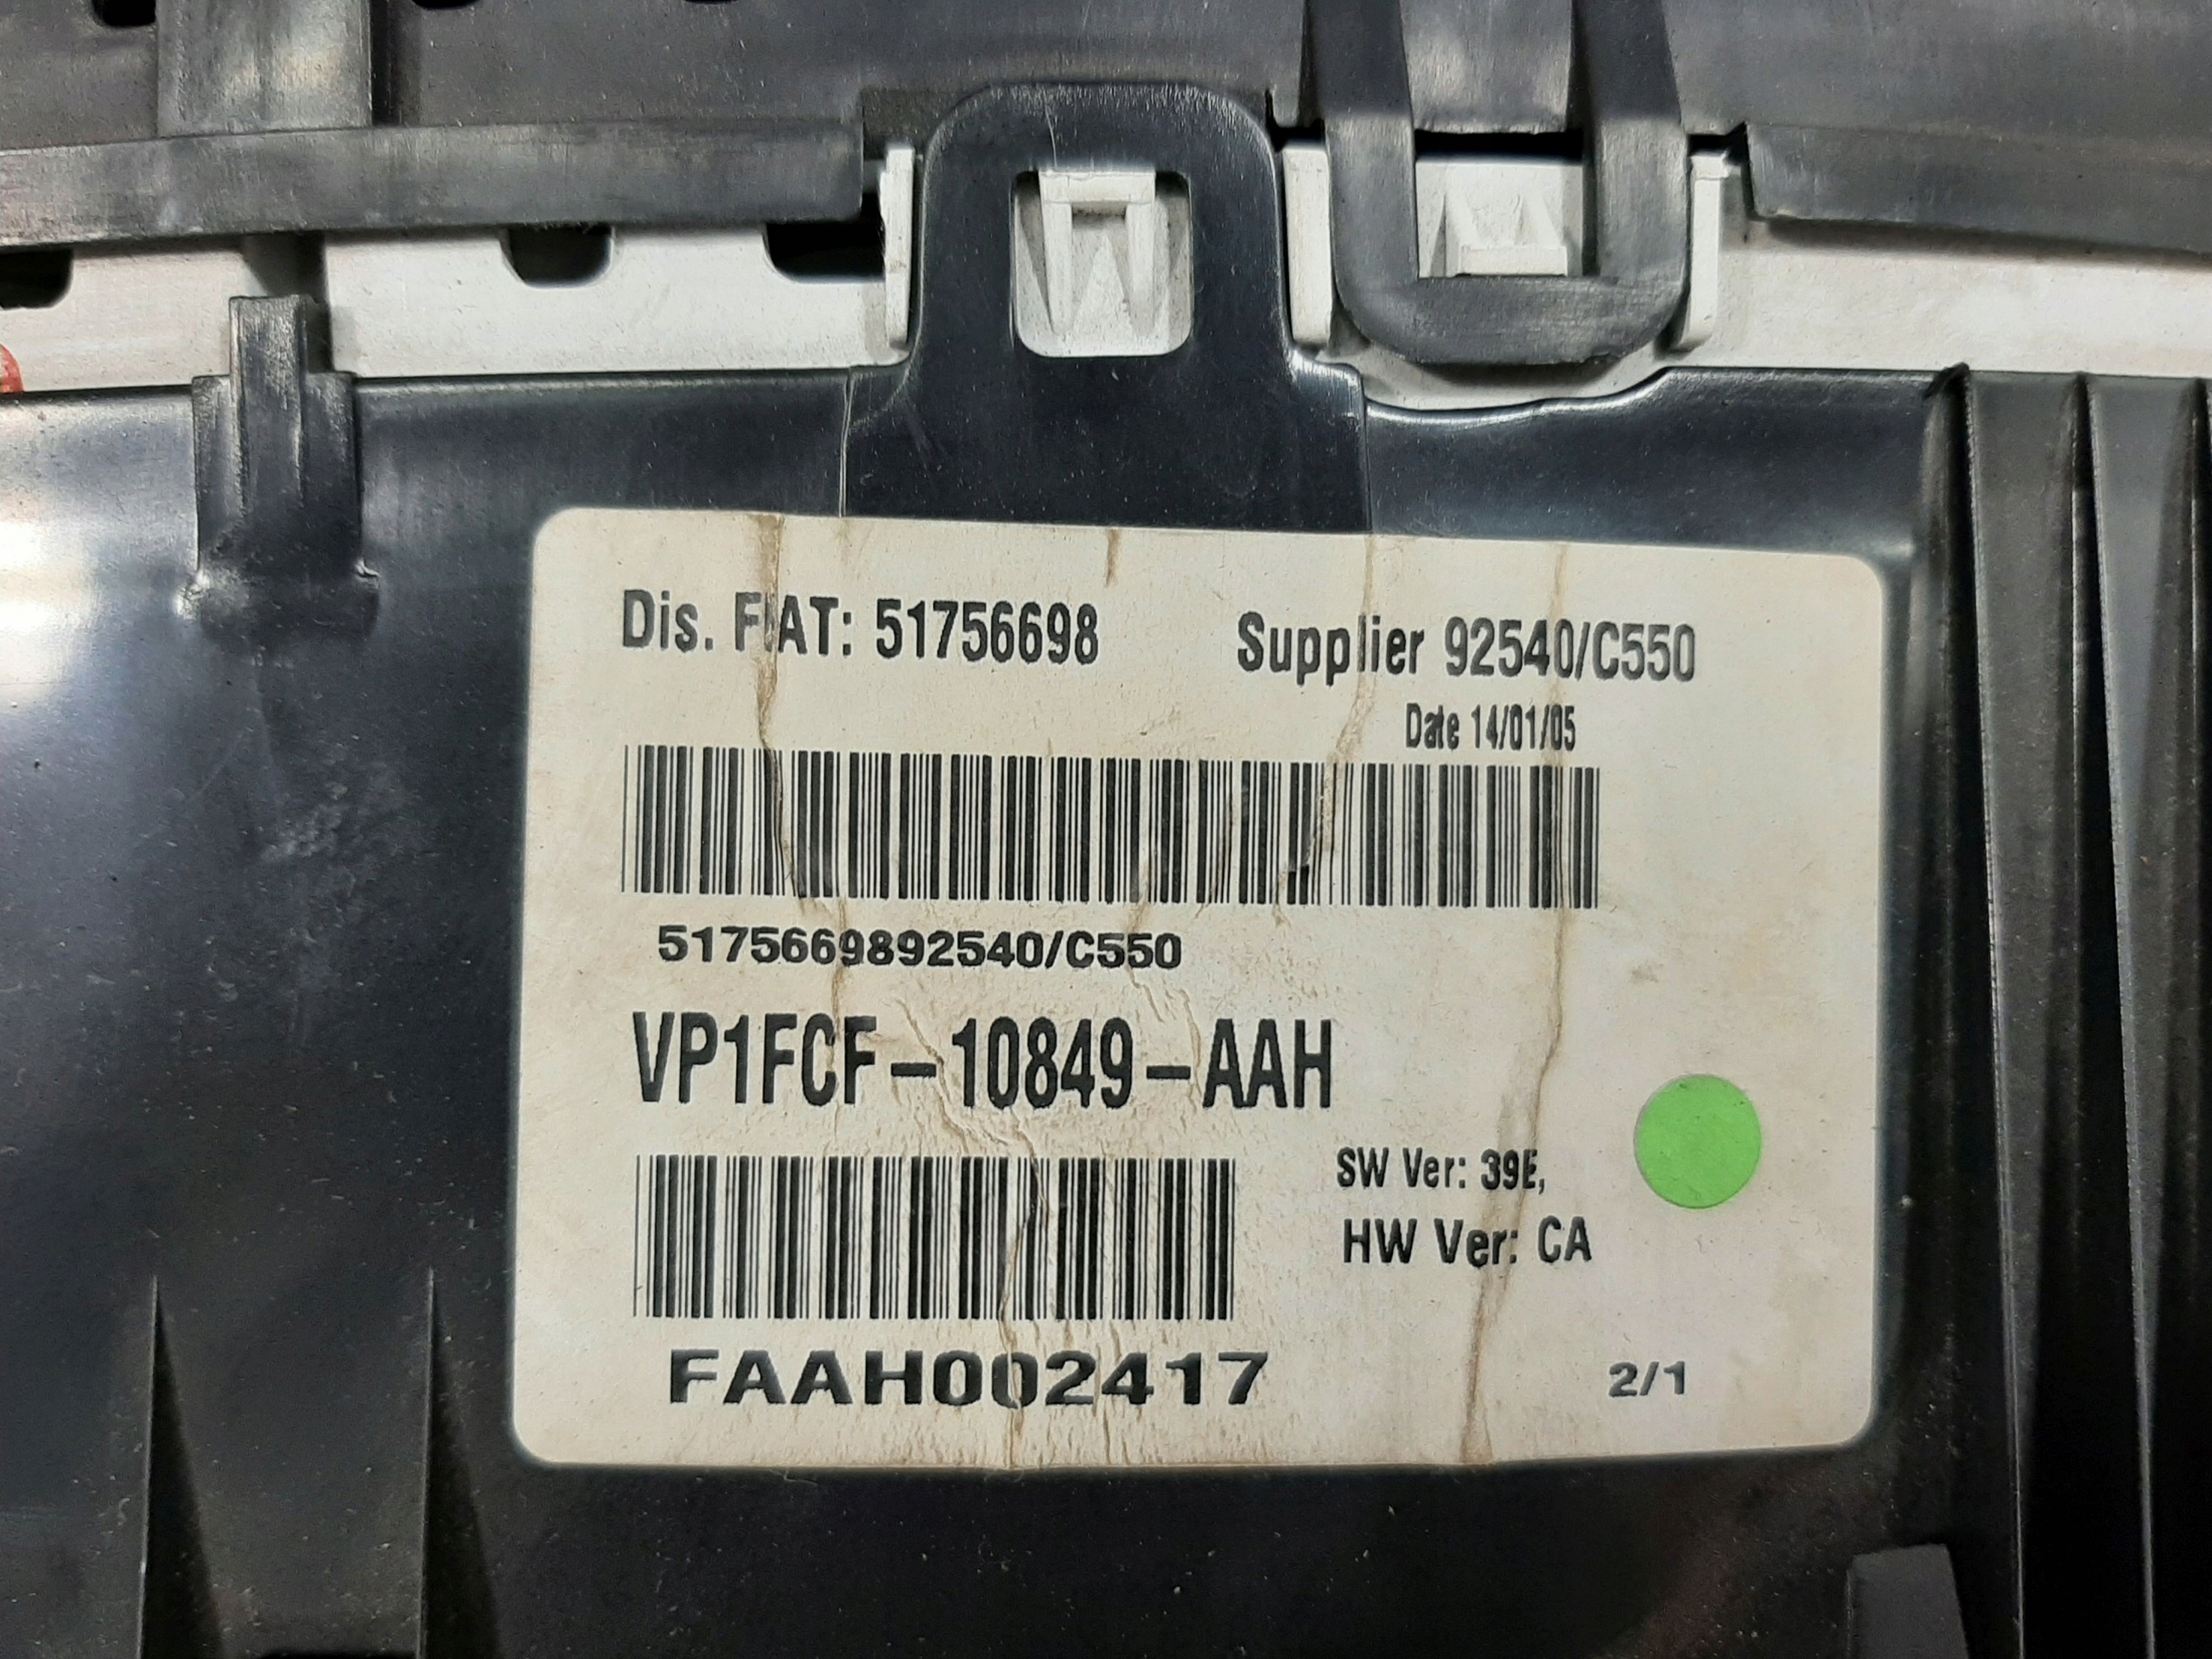 Dis. FIAT: 51756698 Supplier 92540/C550
Date 14/01/05
5175669892540/C550
VP1FCF-10849-AAH
SW Ver: 39E,
HW Ver: CA
FAAH002417 2/1